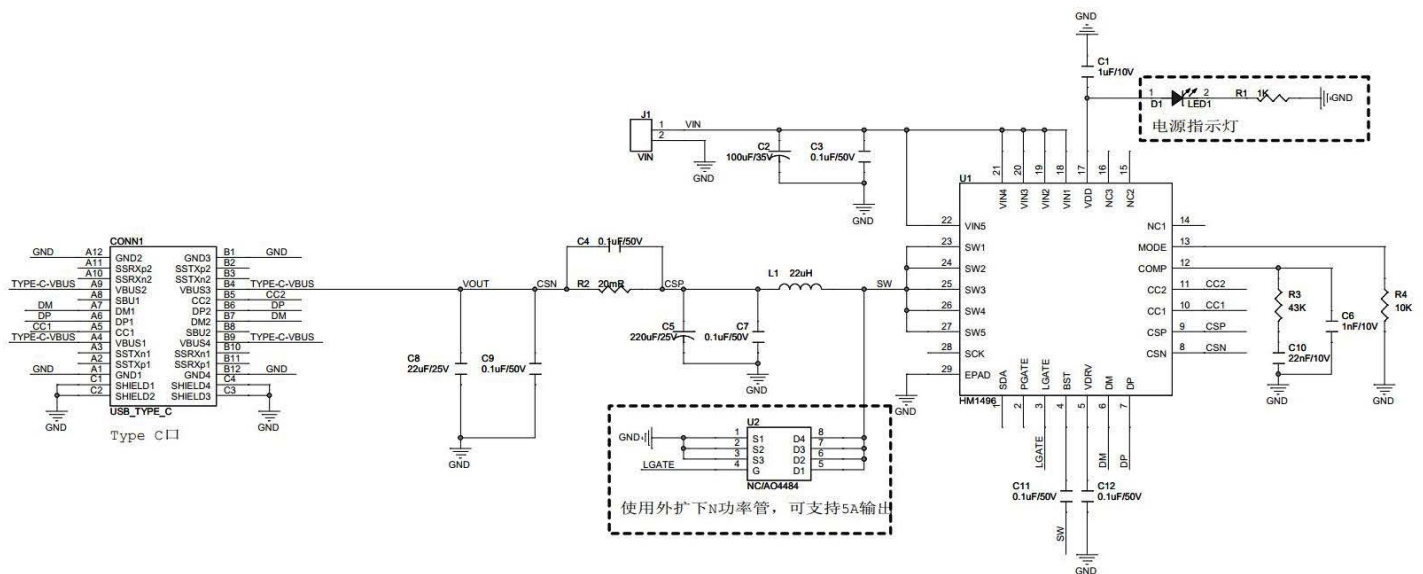 GND
C1
1uF/10V
1 2
D1 LED1
R1 1K
GND
电源指示灯
J1
1 VIN
2
VIN
GND
C2
100uF/35V
C3
0.1uF/50V
GND
U1
21 20 19 18 17 16 15
VIN4 VIN3 VIN2 VIN1 VDD NC3 NC2
22 VIN5
23 SW1
24 SW2
25 SW3
26 SW4
27 SW5
28 SCK
29 EPAD
NC1 14
MODE 13
COMP 12
CC2 11 CC2
CC1 10 CC1
CSP 9 CSP
CSN 8 CSN
SDA PGATE LGATE BST VDRV DM DP
HM1496
1 2 3 4 5 6 7
LGATE DM DP
GND
R3
43K
C10
22nF/10V
C6
1nF/10V
R4
10K
GND
GND
C11
0.1uF/50V
C12
0.1uF/50V
SW
GND
CONN1
GND A12 GND2 GND3 B1 GND
A11 SSRXp2 SSTXp2 B2
A10 SSRXn2 SSTXn2 B3
TYPE-C-VBUS A9 VBUS2 VBUS3 B4 TYPE-C-VBUS
A8 SBU1 CC2 B5 CC2
DM A7 DM1 DP2 B6 DP
DP A6 DP1 DM2 B7 DM
CC1 A5 CC1 SBU2 B8
TYPE-C-VBUS A4 VBUS1 VBUS4 B9 TYPE-C-VBUS
A3 SSTXn1 SSRXn1 B10
A2 SSTXp1 SSRXp1 B11
GND A1 GND1 GND4 B12 GND
C1 SHIELD1 SHIELD4 C4
C2 SHIELD2 SHIELD3 C3
USB_TYPE_C
GND
GND
Type C口
VOUT
CSN
C4 0.1uF/50V
R2 20mR
CSP
L1 22uH
SW
C8
22uF/25V
C9
0.1uF/50V
GND
C5
220uF/25V
C7
0.1uF/50V
GND
U2
GND 1 S1 D4 8
2 S2 D3 7
3 S3 D2 6
LGATE 4 G D1 5
NC/AO4484
使用外扩下N功率管，可支持5A输出